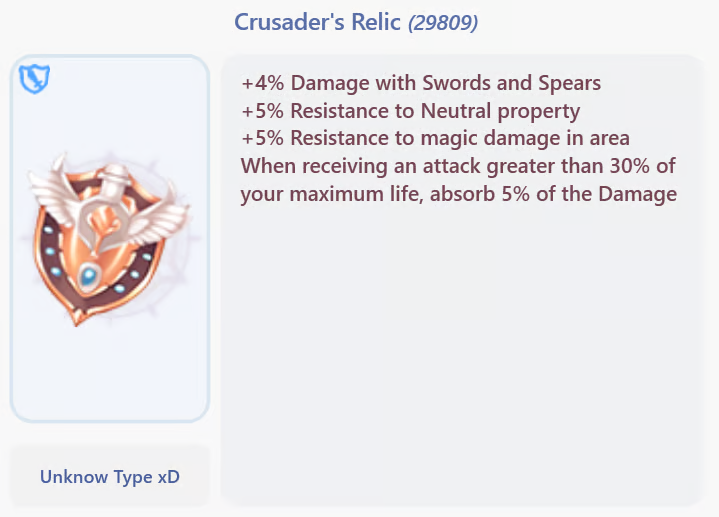 Crusader's Relic (29809)
+4% Damage with Swords and Spears
+5% Resistance to Neutral property
+5% Resistance to magic damage in area
When receiving an attack greater than 30% of
your maximum life, absorb 5% of the Damage
Unknow Type xD